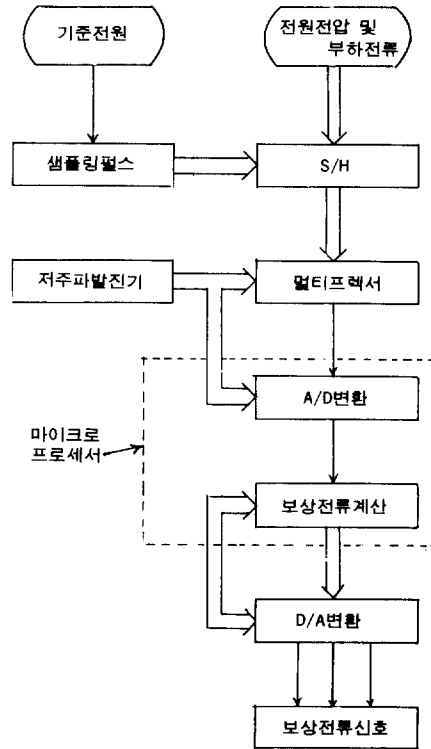 기준전원
전원전압 및
부하전류
샘플링펄스
S/H
저주파발진기
멀티프렉서
A/D변환
마이크로
프로세서
보상전류계산
D/A변환
보상전류신호